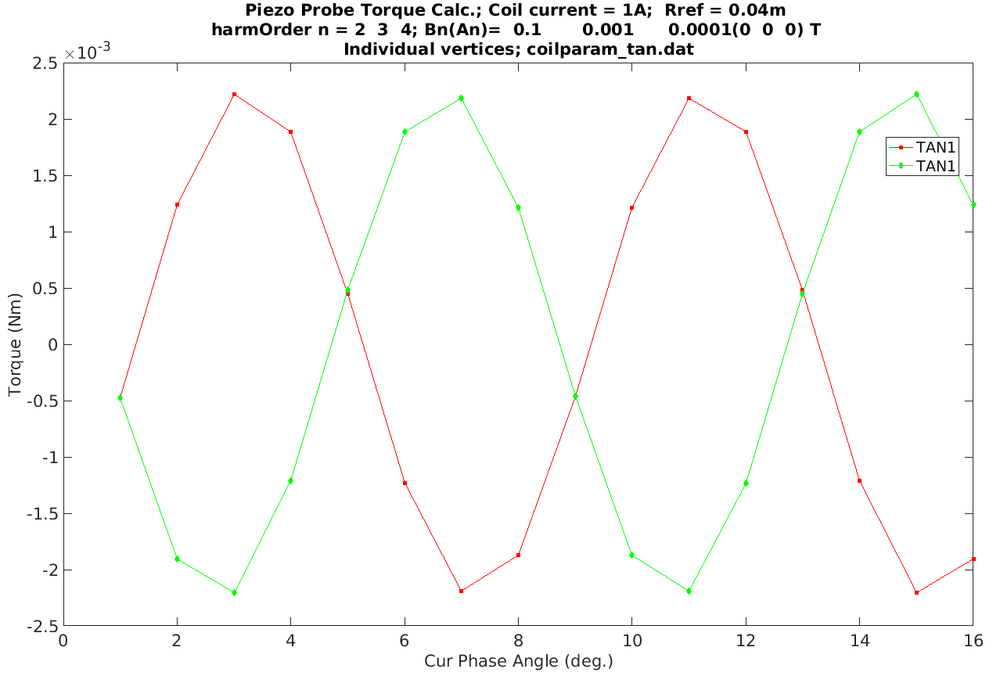 Piezo Probe Torque Calc.; Coil current = 1A;  Rref = 0.04m
harmOrder n = 2  3  4; Bn(An)=  0.1       0.001      0.0001(0  0  0) T
Individual vertices; coilparam_tan.dat
×10⁻³
2.5
2
1.5
1
0.5
0
-0.5
-1
-1.5
-2
-2.5
Torque (Nm)
TAN1
TAN1
0 2 4 6 8 10 12 14 16
Cur Phase Angle (deg.)